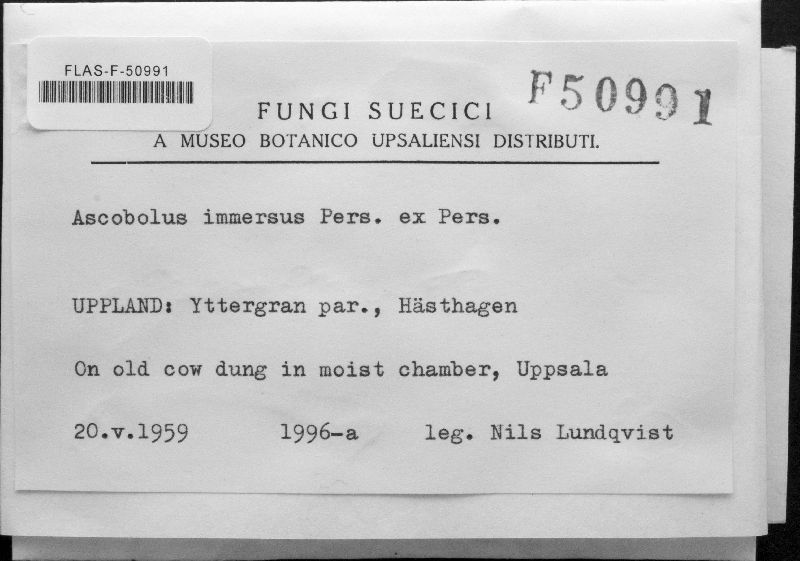 FLAS-F-50991
F50991
FUNGI SUECICI
A MUSEO BOTANICO UPSALIENSI DISTRIBUTI.
Ascobolus immersus Pers. ex Pers.
UPPLAND: Yttergran par., Hästhagen
On old cow dung in moist chamber, Uppsala
20.v.1959 1996-a leg. Nils Lundqvist